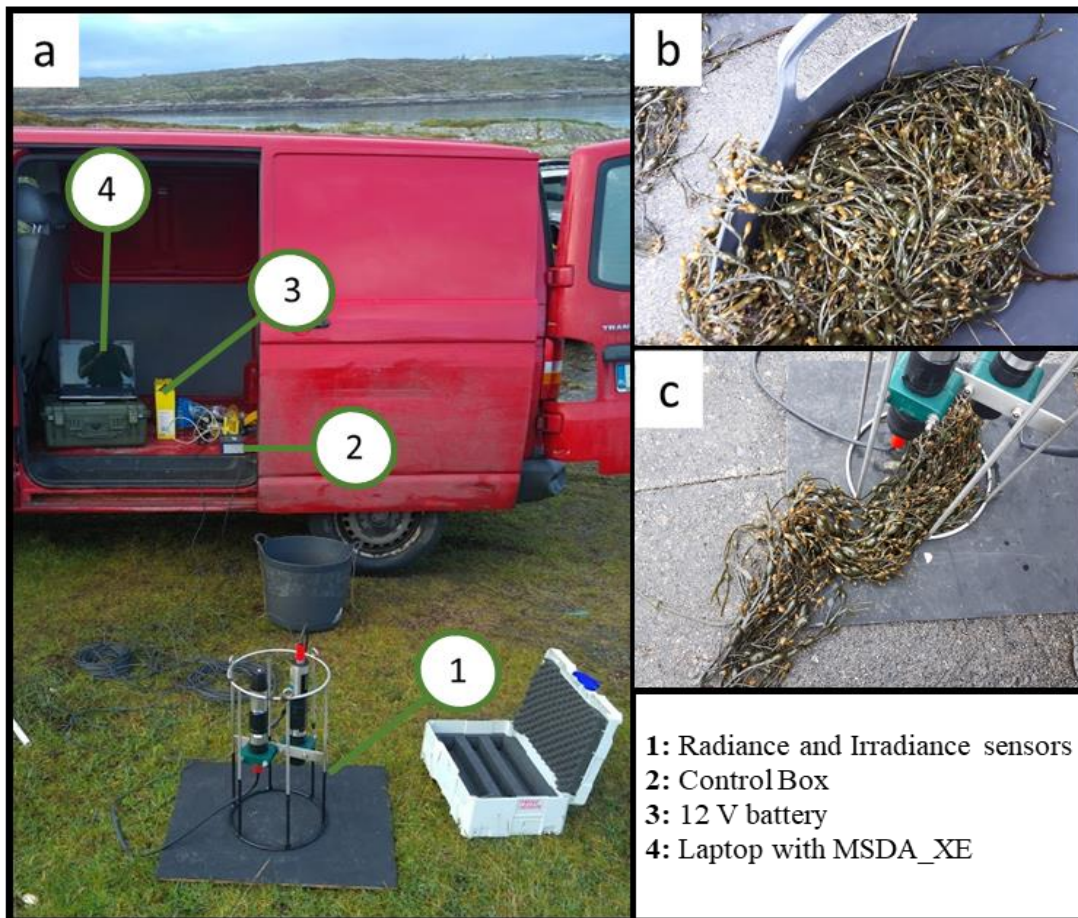 a
4
3
TRAN
2
1
b
c
1: Radiance and Irradiance sensors
2: Control Box
3: 12 V battery
4: Laptop with MSDA_XE